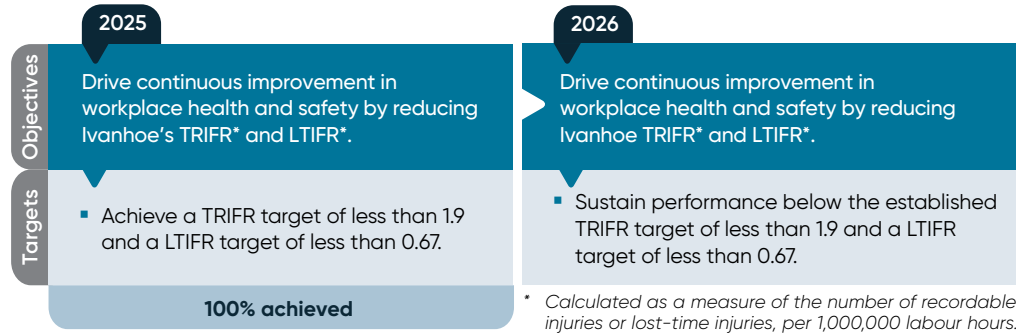 2025
2026
Objectives
Drive continuous improvement in
workplace health and safety by reducing
Ivanhoe's TRIFR* and LTIFR*.
Drive continuous improvement in
workplace health and safety by reducing
Ivanhoe TRIFR* and LTIFR*.
Targets
▪ Achieve a TRIFR target of less than 1.9
and a LTIFR target of less than 0.67.
▪ Sustain performance below the established
TRIFR target of less than 1.9 and a LTIFR
target of less than 0.67.
100% achieved
* Calculated as a measure of the number of recordable
injuries or lost-time injuries, per 1,000,000 labour hours.